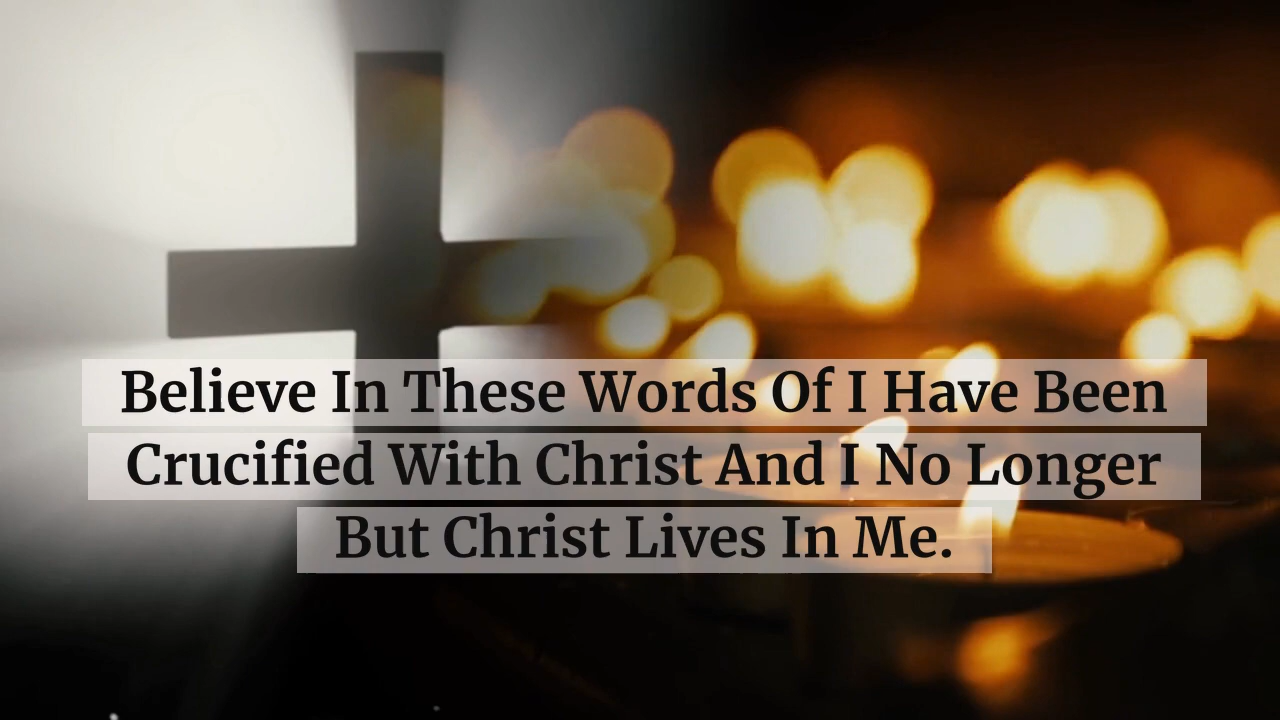 Believe In These Words Of I Have Been
Crucified With Christ And I No Longer
But Christ Lives In Me.